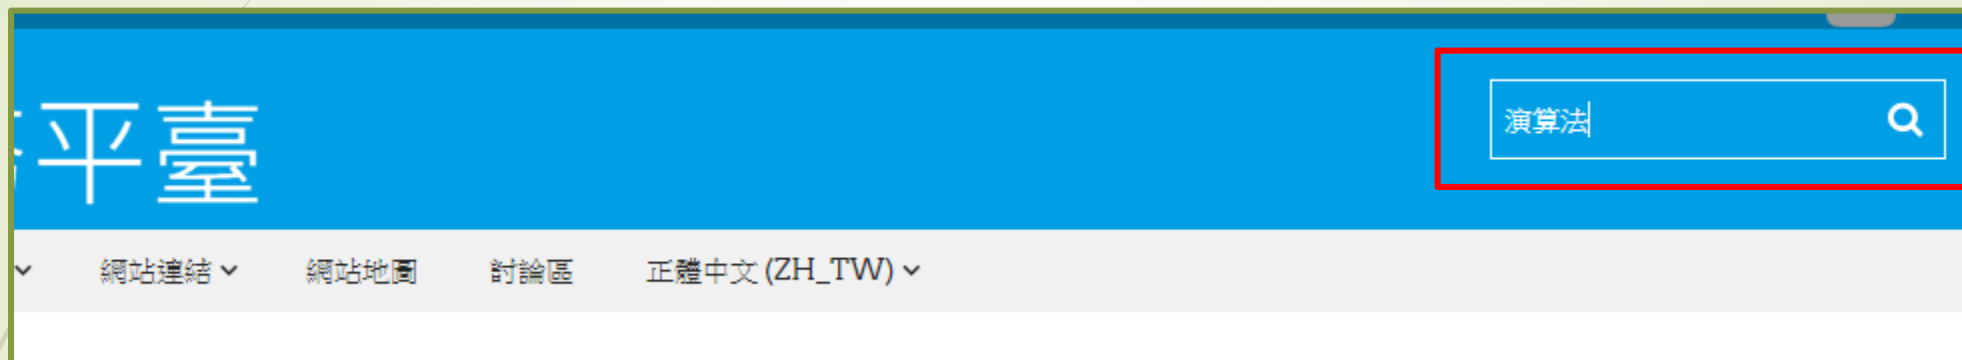 平臺
演算法
網站連結
網站地圖
討論區
正體中文 (ZH_TW)